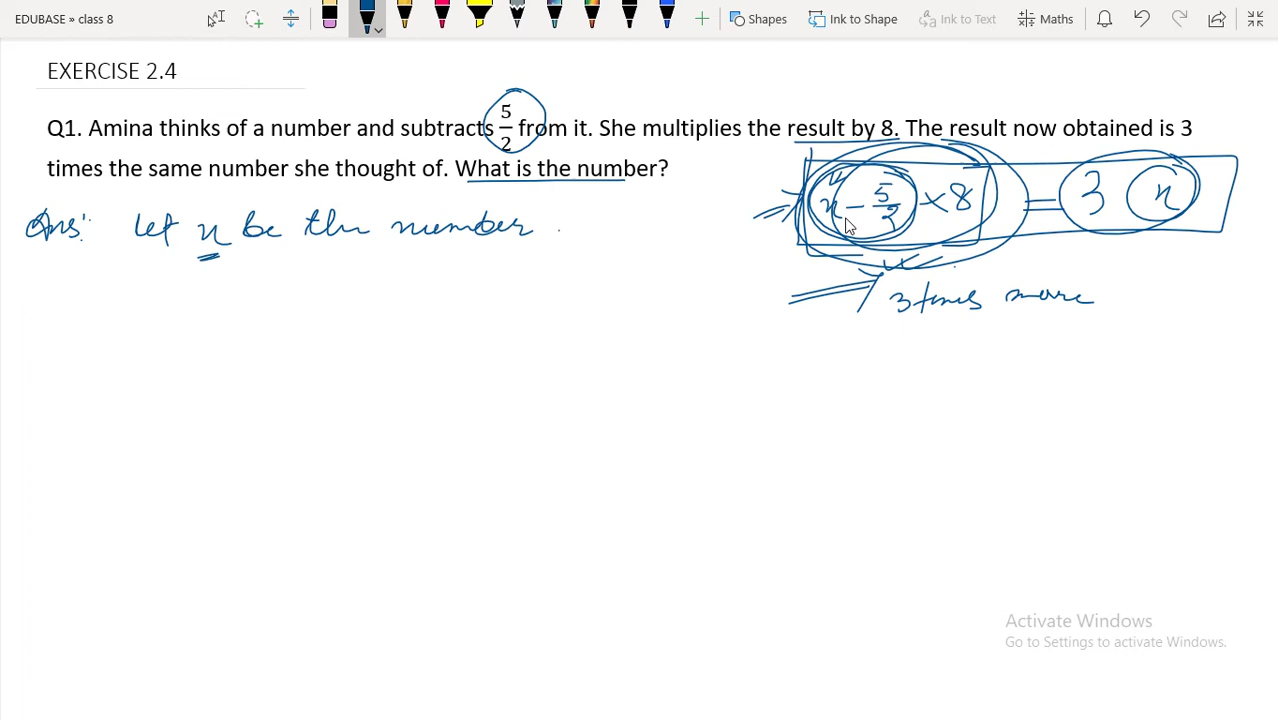 EDUBASE » class 8
Shapes Ink to Shape Ink to Text Maths
EXERCISE 2.4
Q1. Amina thinks of a number and subtracts 5/2 from it. She multiplies the result by 8. The result now obtained is 3
times the same number she thought of. What is the number?
(x - 5/2) × 8 = 3 x
Ans: let x be the number.
3 times more
Activate Windows
Go to Settings to activate Windows.